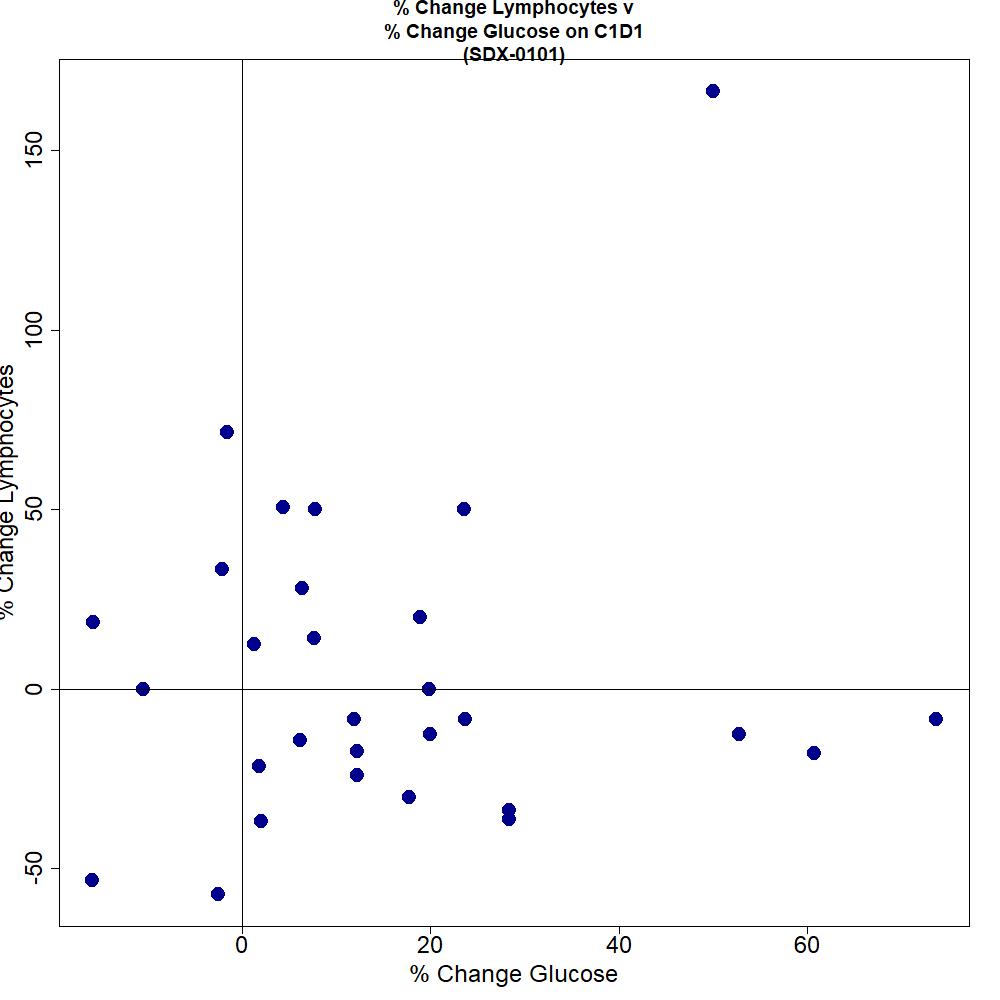 % Change Lymphocytes v
% Change Glucose on C1D1
(SDX-0101)
% Change Lymphocytes
150
100
50
0
-50
0 20 40 60
% Change Glucose